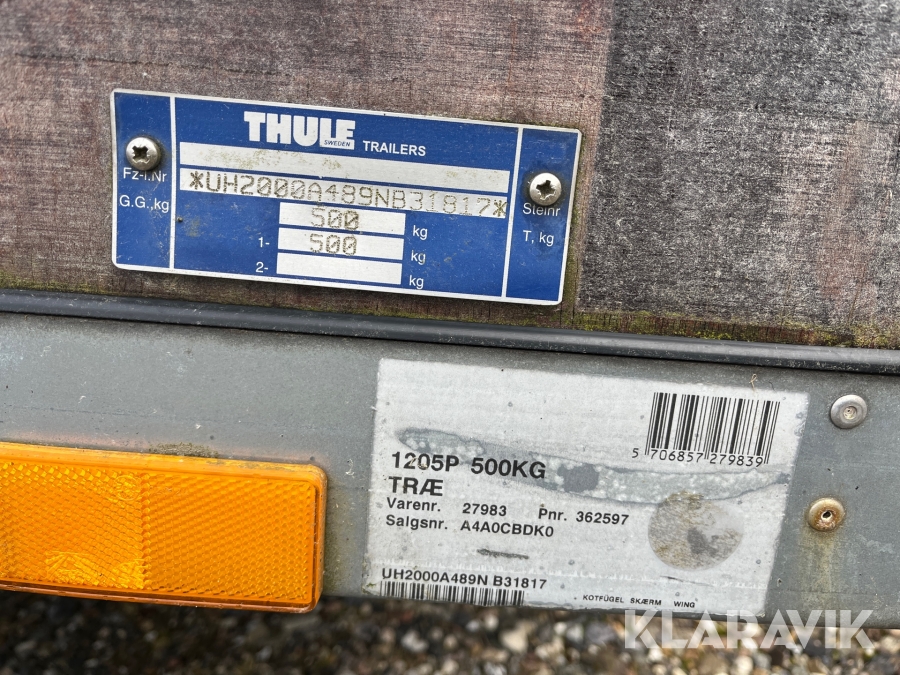 THULE
SWEDEN
TRAILERS
Fz-I.Nr
*UH2000A489NB31817*
Stelnr
G.G.,kg
500 kg
T, kg
1- 500 kg
2- kg
5 706857 279839
1205P 500KG
TRÆ
Varenr. 27983 Pnr. 362597
Salgsnr. A4A0CBDK0
UH2000A489N B31817
KOTFÜGEL SKÆRM WING
KLARAVIK